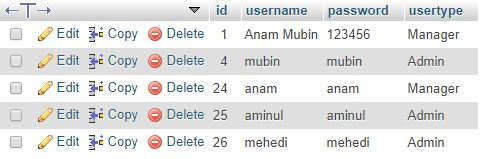 id username password usertype
Edit Copy Delete 1 Anam Mubin 123456 Manager
Edit Copy Delete 4 mubin mubin Admin
Edit Copy Delete 24 anam anam Manager
Edit Copy Delete 25 aminul aminul Admin
Edit Copy Delete 26 mehedi mehedi Admin